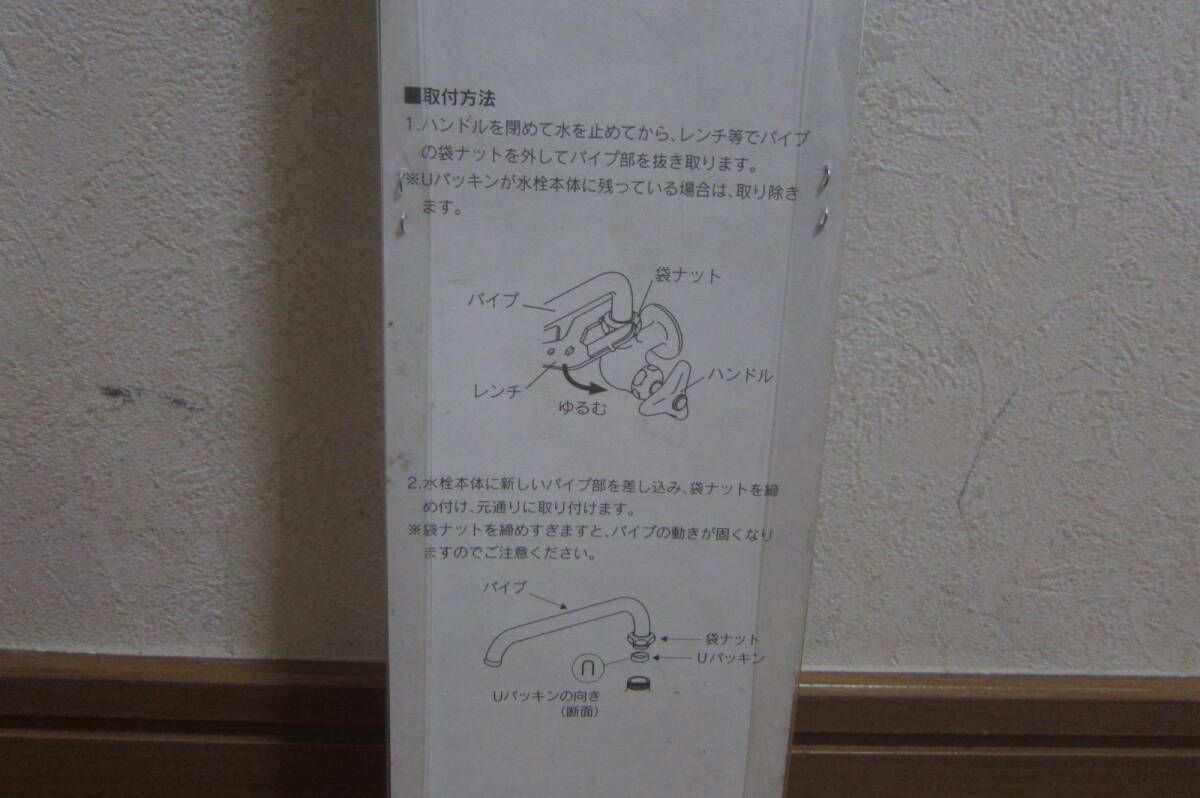 ■取付方法
1.ハンドルを閉めて水を止めてから、レンチ等でパイプ
の袋ナットを外してパイプ部を抜き取ります。
※Uパッキンが水栓本体に残っている場合は、取り除き
ます。
袋ナット
パイプ
ハンドル
レンチ
ゆるむ
2.水栓本体に新しいパイプ部を差し込み、袋ナットを締
め付け、元通りに取り付けます。
※袋ナットを締めすぎますと、パイプの動きが固くなり
ますのでご注意ください。
パイプ
袋ナット
Uパッキン
Uパッキンの向き
(断面)